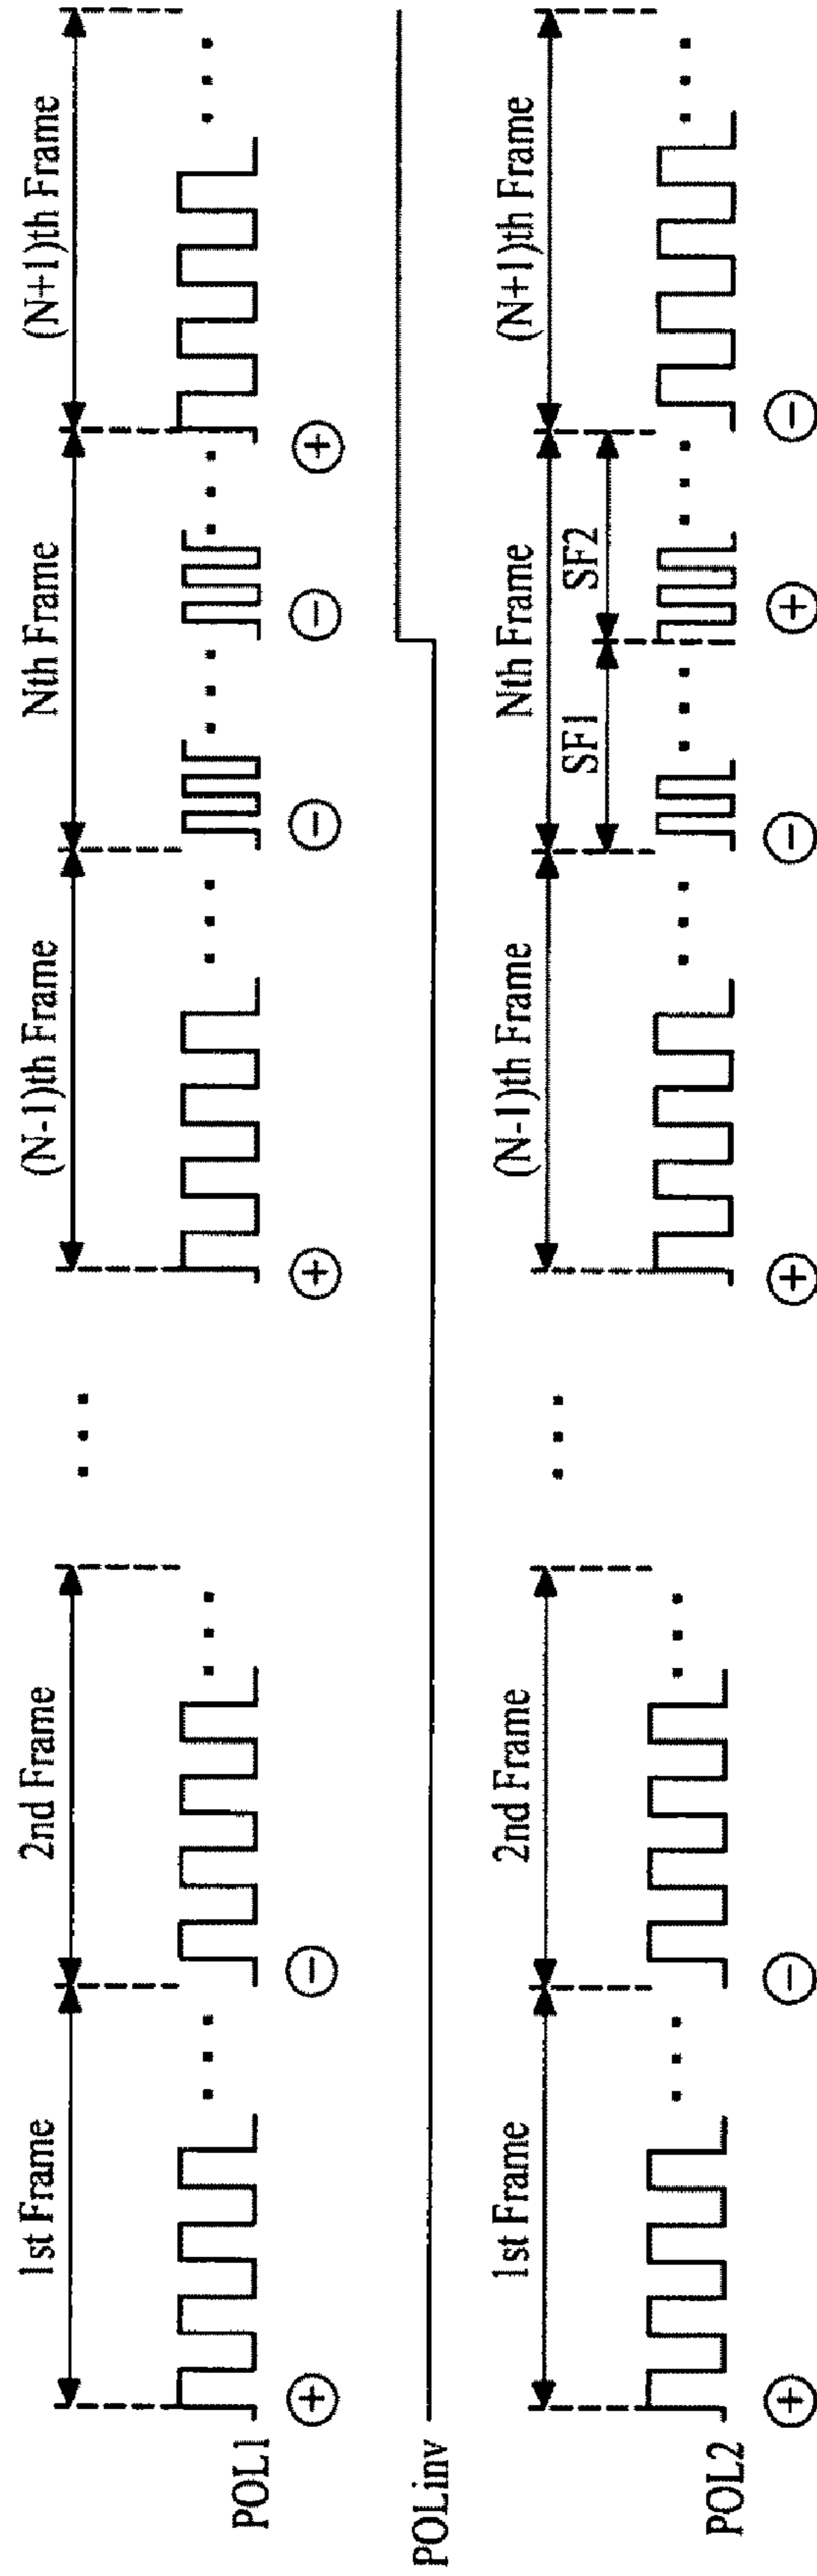 1st Frame 2nd Frame (N-1)th Frame Nth Frame (N+1)th Frame
POL1
+ − + − − +
POLinv
1st Frame 2nd Frame (N-1)th Frame Nth Frame (N+1)th Frame
SF1 SF2
POL2
+ − + − + −